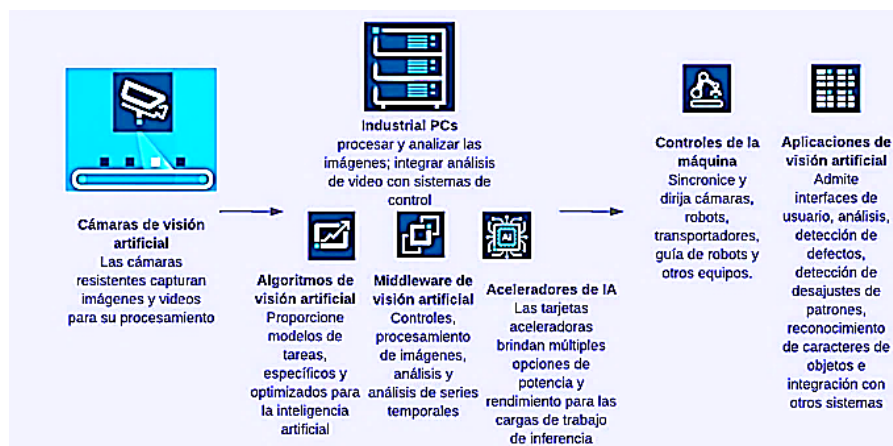 Cámaras de visión
artificial
Las cámaras
resistentes capturan
imágenes y videos
para su procesamiento
Industrial PCs
procesar y analizar las
imágenes; integrar análisis
de video con sistemas de
control
Algoritmos de
visión artificial
Proporcione
modelos de
tareas,
específicos y
optimizados para
la inteligencia
artificial
Middleware de
visión artificial
Controles,
procesamiento
de imágenes,
análisis y
análisis de series
temporales
AI
Aceleradores de IA
Las tarjetas
aceleradoras
brindan múltiples
opciones de
potencia y
rendimiento para las
cargas de trabajo
de inferencia
Controles de la
máquina
Sincronice y
dirija cámaras,
robots,
transportadores,
guía de robots y
otros equipos.
Aplicaciones de
visión artificial
Admite
interfaces de
usuario, análisis,
detección de
defectos,
detección de
desajustes de
patrones,
reconocimiento
de caracteres de
objetos e
integración con
otros sistemas